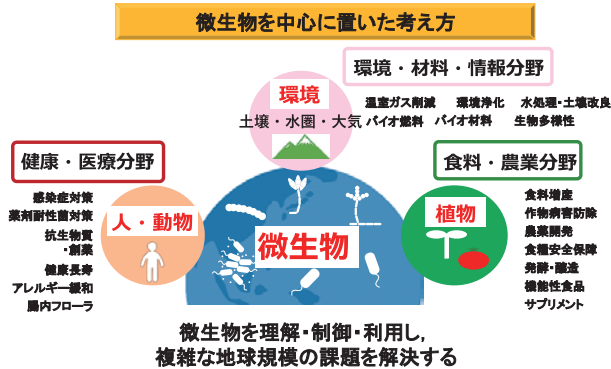 微生物を中心に置いた考え方
環境・材料・情報分野
温室ガス削減　環境浄化　水処理・土壌改良
バイオ燃料　バイオ材料　生物多様性
環境
土壌・水圏・大気
健康・医療分野
感染症対策
薬剤耐性菌対策
抗生物質
・創薬
健康長寿
アレルギー緩和
腸内フローラ
人・動物
微生物
植物
食料・農業分野
食料増産
作物病害防除
農薬開発
食糧安全保障
発酵・醸造
機能性食品
サプリメント
微生物を理解・制御・利用し,
複雑な地球規模の課題を解決する